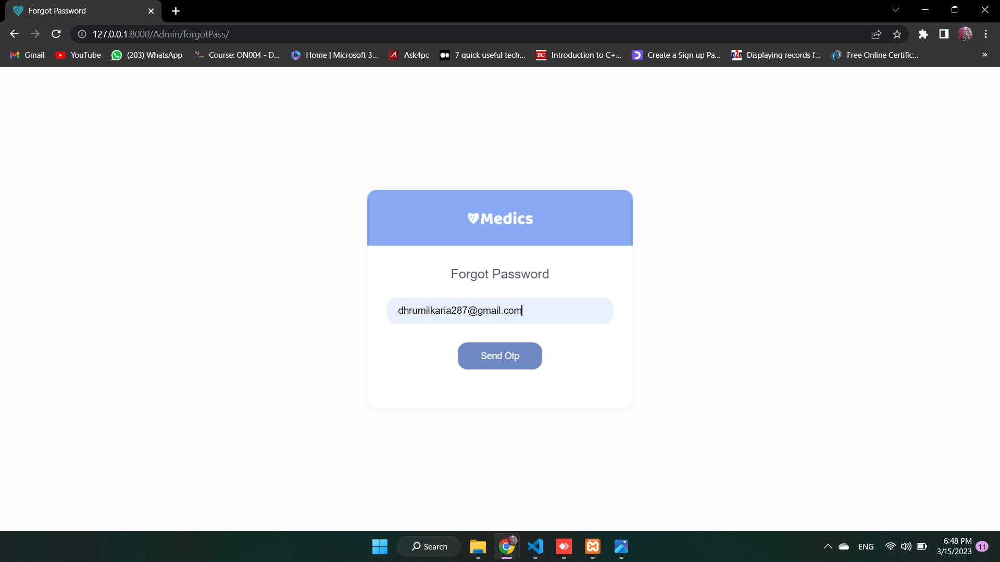 Forgot Password
127.0.0.1:8000/Admin/forgotPass/
Gmail
YouTube
(203) WhatsApp
Course: ON004 - D...
Home | Microsoft 3...
Ask4pc
7 quick useful tech...
BU
Introduction to C+...
Create a Sign up Pa...
p2n
Displaying records f...
Free Online Certific...
»
Medics
Forgot Password
dhrumilkaria287@gmail.com
Send Otp
Search
ENG
6:48 PM
3/15/2023
11